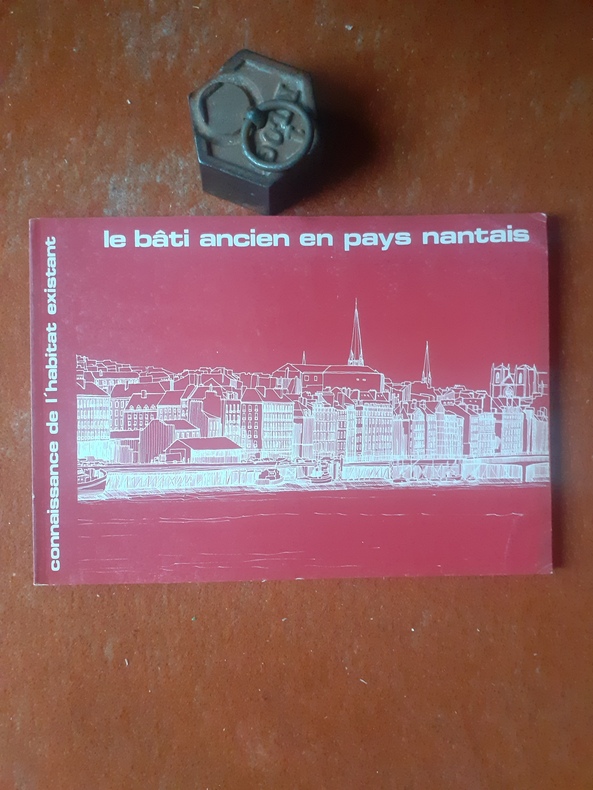 le bâti ancien en pays nantais
connaissance de l'habitat existant